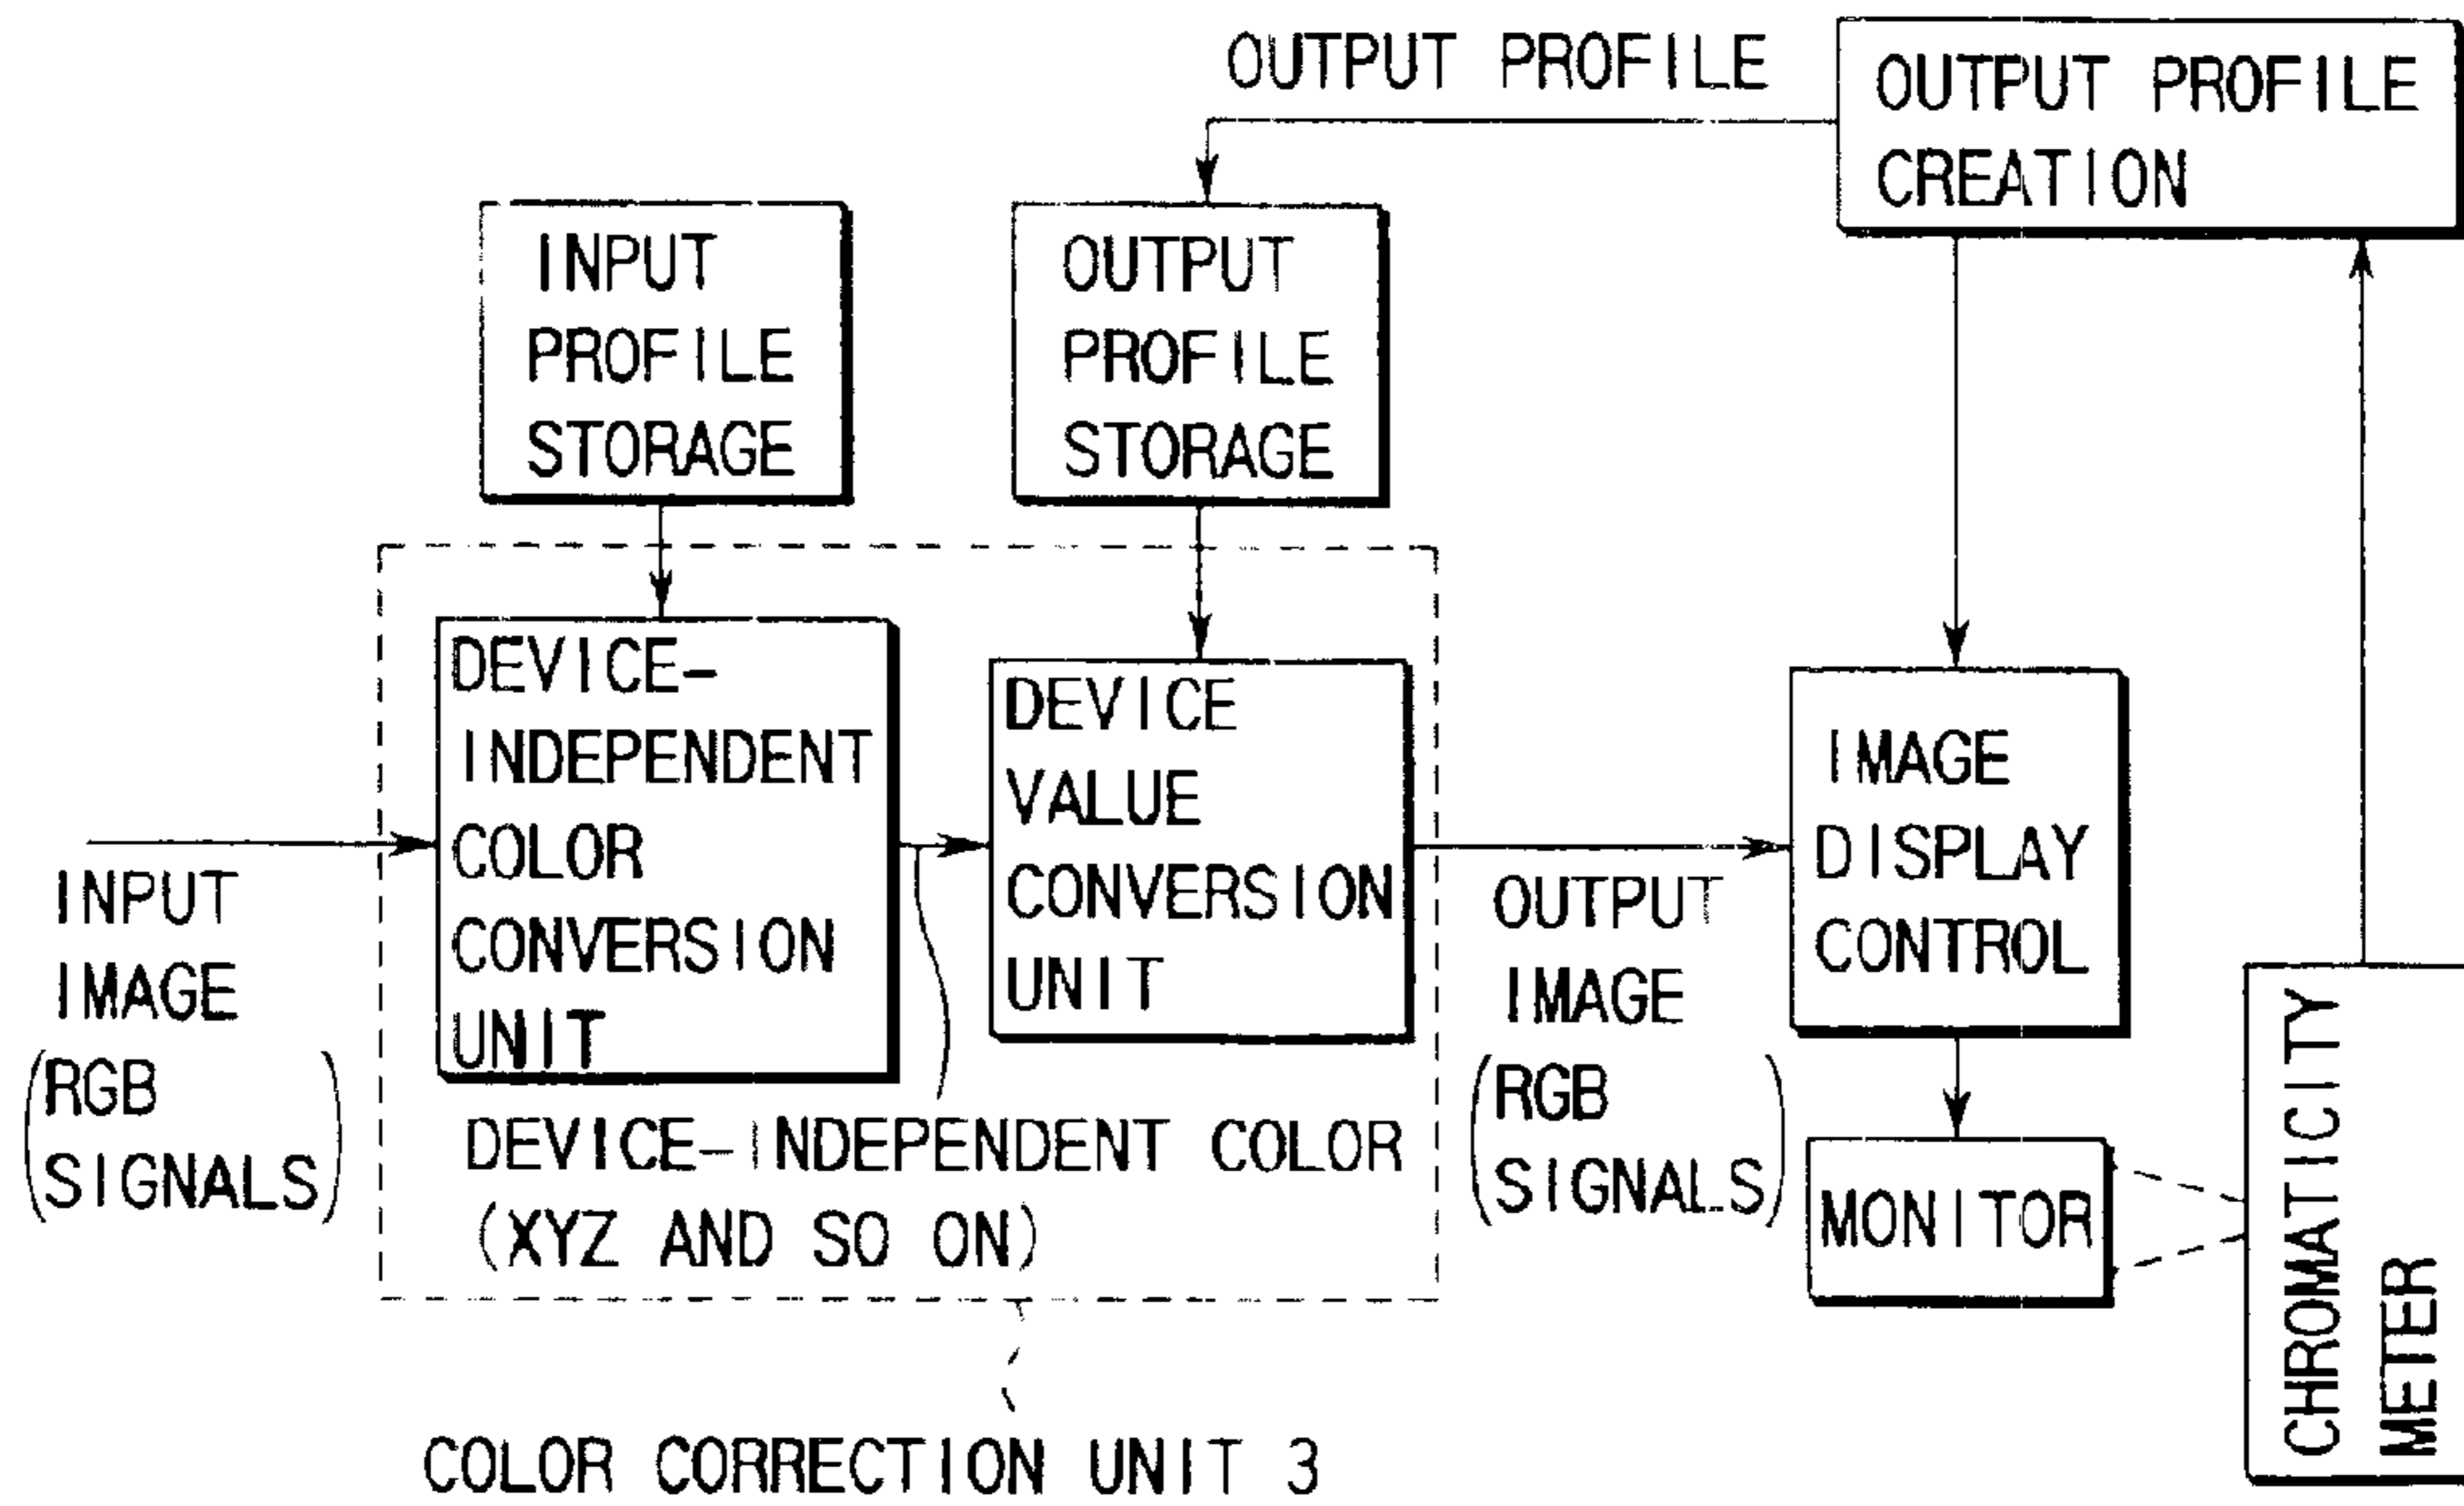 OUTPUT PROFILE
OUTPUT PROFILE
CREATION
INPUT
PROFILE
STORAGE
OUTPUT
PROFILE
STORAGE
DEVICE-
INDEPENDENT
COLOR
CONVERSION
UNIT
DEVICE
VALUE
CONVERSION
UNIT
IMAGE
DISPLAY
CONTROL
INPUT
IMAGE
(RGB
SIGNALS)
OUTPUT
IMAGE
(RGB
SIGNALS)
DEVICE-INDEPENDENT COLOR
(XYZ AND SO ON)
MONITOR
CHROMATICITY
METER
COLOR CORRECTION UNIT 3